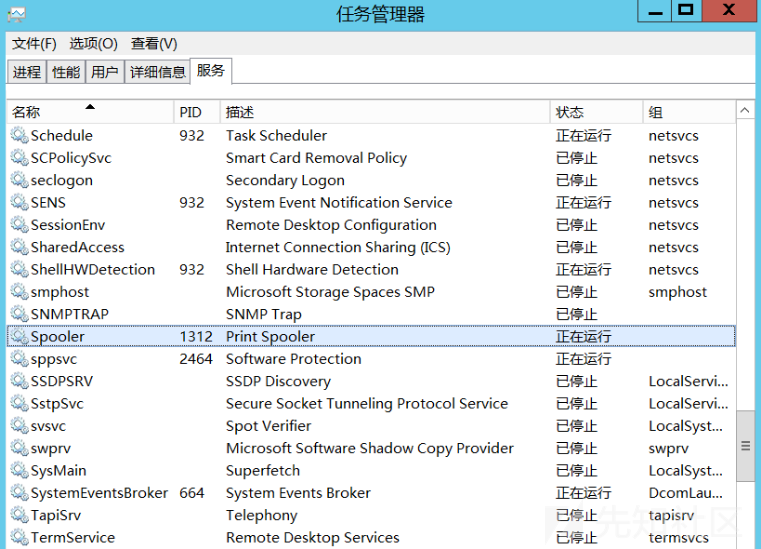 任务管理器
文件(F) 选项(O) 查看(V)
进程 性能 用户 详细信息 服务
名称 PID 描述 状态 组
Schedule 932 Task Scheduler 正在运行 netsvcs
SCPolicySvc Smart Card Removal Policy 已停止 netsvcs
seclogon Secondary Logon 已停止 netsvcs
SENS 932 System Event Notification Service 正在运行 netsvcs
SessionEnv Remote Desktop Configuration 已停止 netsvcs
SharedAccess Internet Connection Sharing (ICS) 已停止 netsvcs
ShellHWDetection 932 Shell Hardware Detection 正在运行 netsvcs
smphost Microsoft Storage Spaces SMP 已停止 smphost
SNMPTRAP SNMP Trap 已停止
Spooler 1312 Print Spooler 正在运行
sppsvc 2464 Software Protection 正在运行
SSDPSRV SSDP Discovery 已停止 LocalServi...
SstpSvc Secure Socket Tunneling Protocol Service 已停止 LocalServi...
svsvc Spot Verifier 已停止 LocalSyst...
swprv Microsoft Software Shadow Copy Provider 已停止 swprv
SysMain Superfetch 已停止 LocalSyst...
SystemEventsBroker 664 System Events Broker 正在运行 DcomLau...
TapiSrv Telephony 已停止 tapisrv
TermService Remote Desktop Services 已停止 termsvcs
先知社区